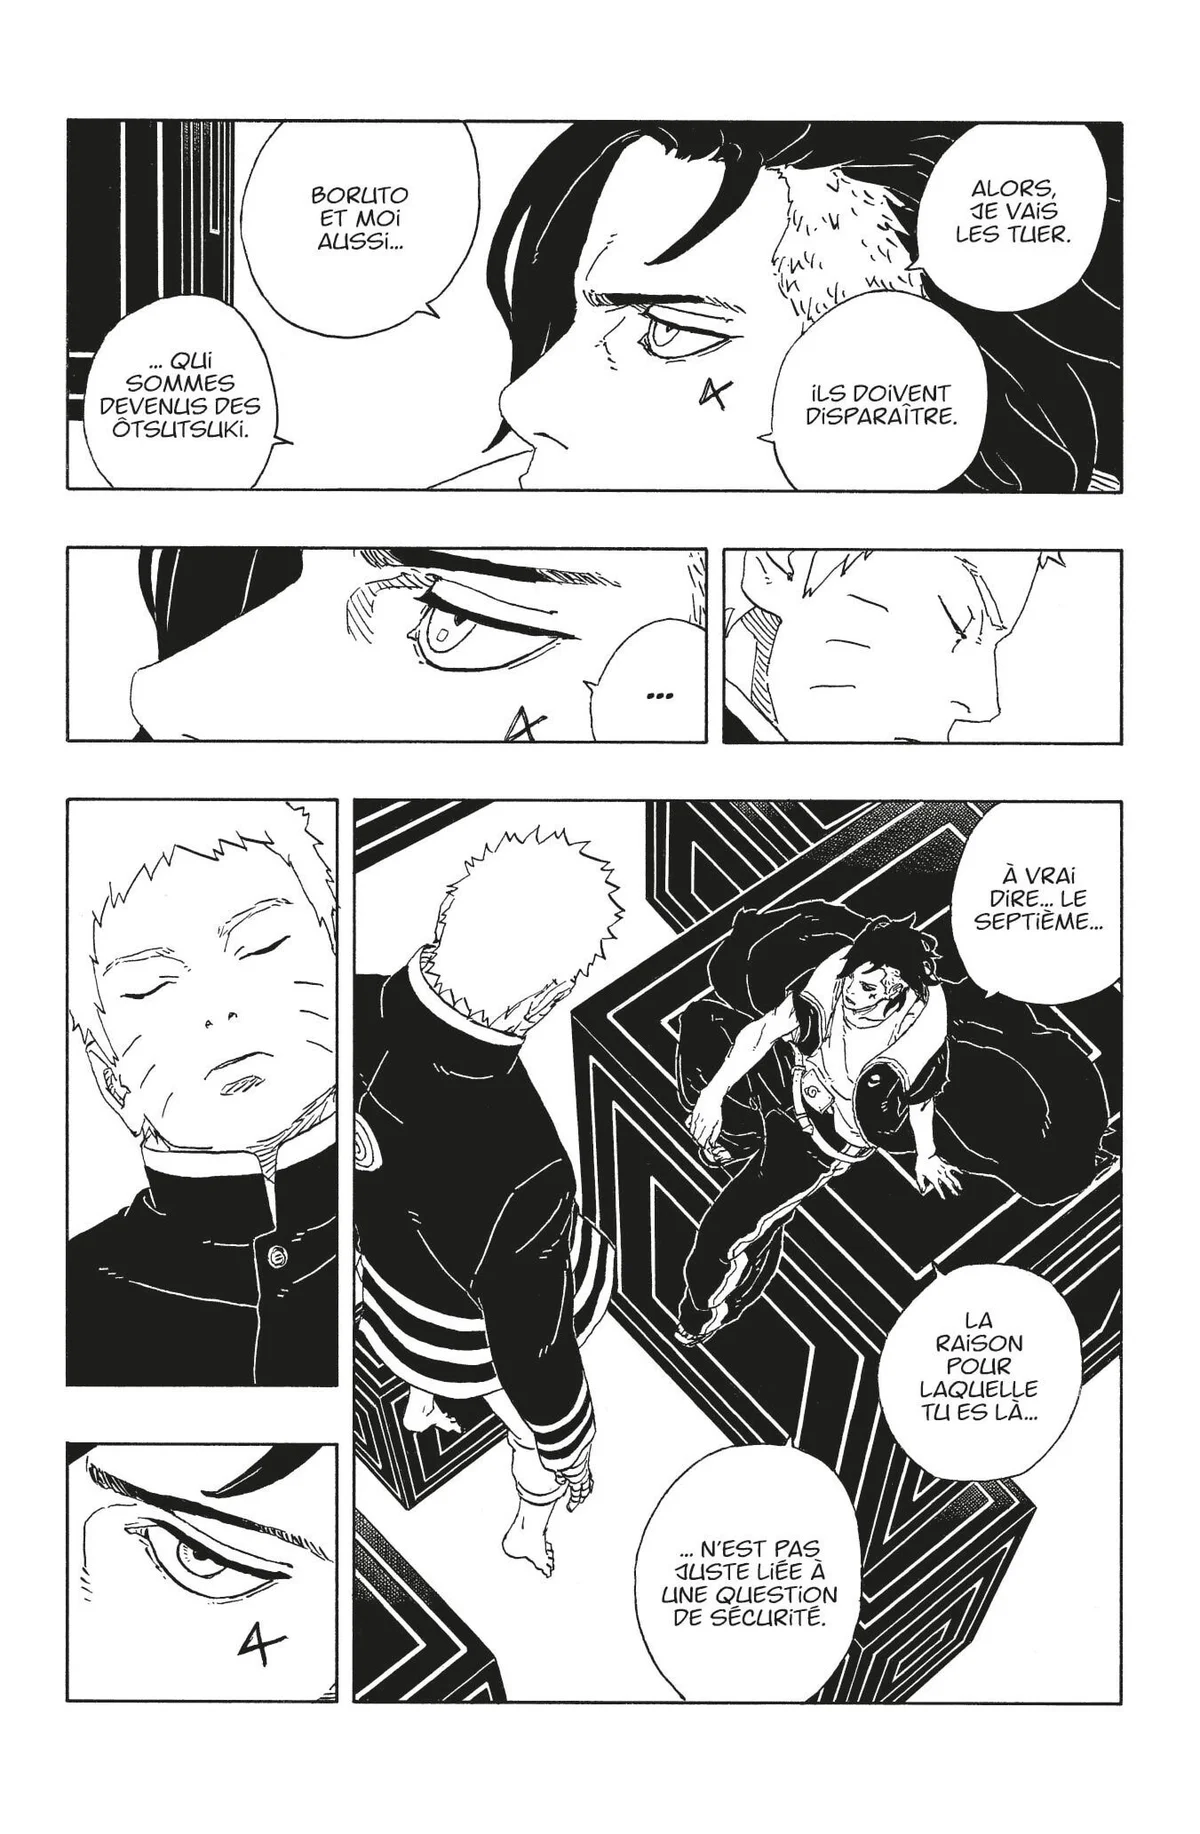 ALORS,
JE VAIS
LES TUER.
ILS DOIVENT
DISPARAÎTRE.
BORUTO
ET MOI
AUSSI...
... QUI
SOMMES
DEVENUS DES
ÔTSUTSUKI.
...
À VRAI
DIRE... LE
SEPTIÈME...
LA
RAISON
POUR
LAQUELLE
TU ES LÀ...
... N'EST PAS
JUSTE LIÉE À
UNE QUESTION
DE SÉCURITÉ.